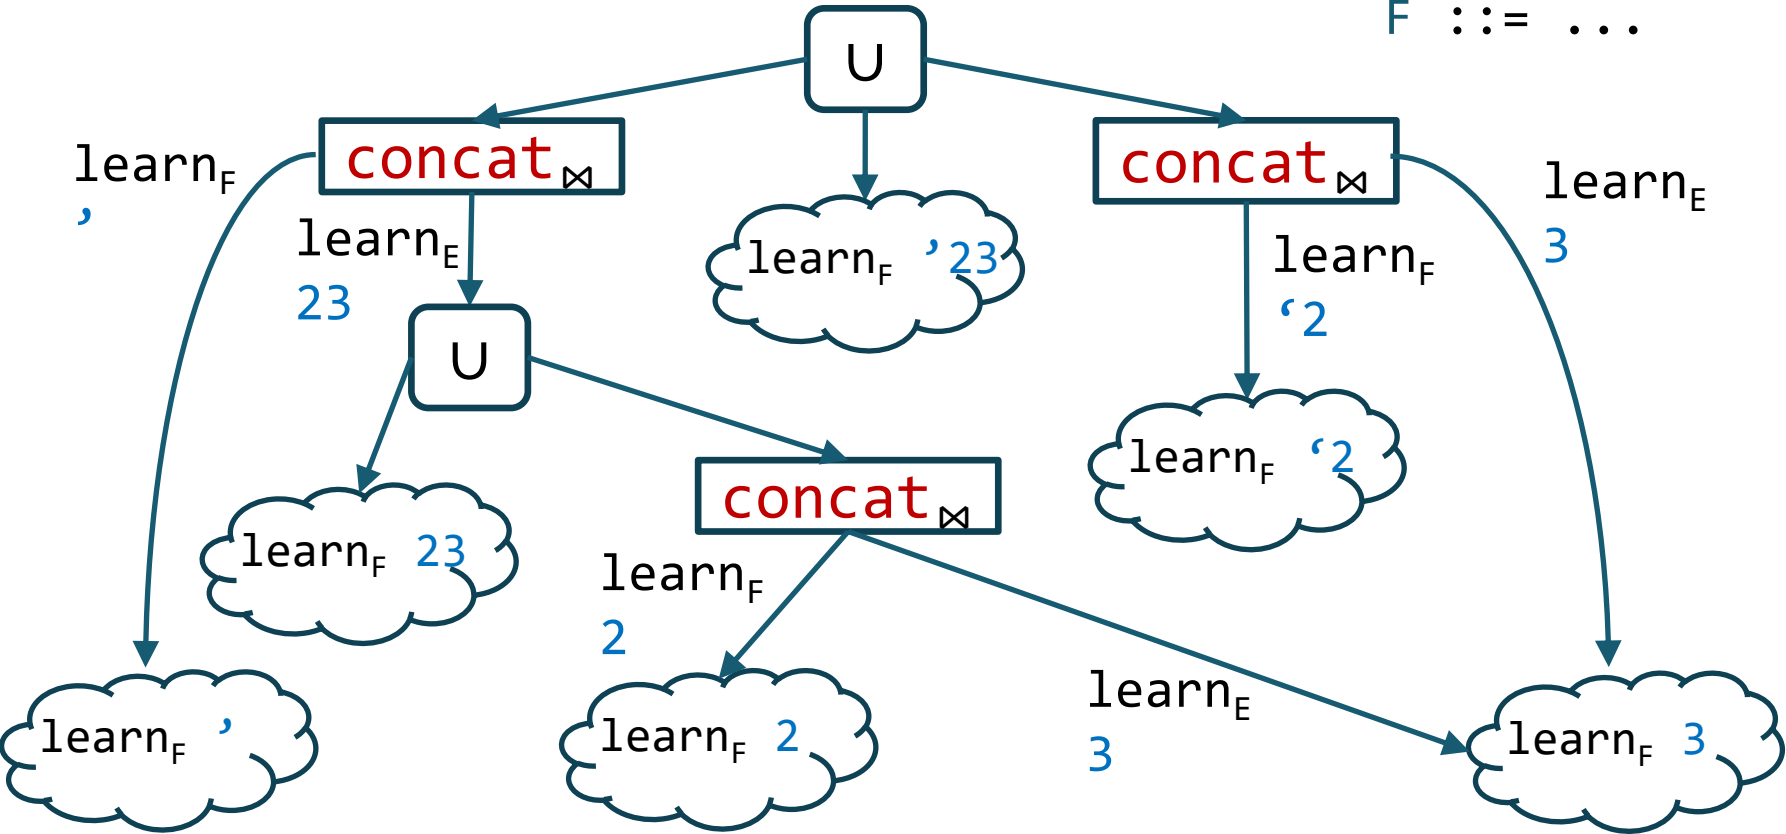 F ::= ...
∪
concat⋈
concat⋈
learnF
’
learnE
23
learnF ’23
learnF
‘2
learnE
3
∪
learnF ‘2
concat⋈
learnF 23
learnF
2
learnE
3
learnF ’
learnF 2
learnF 3